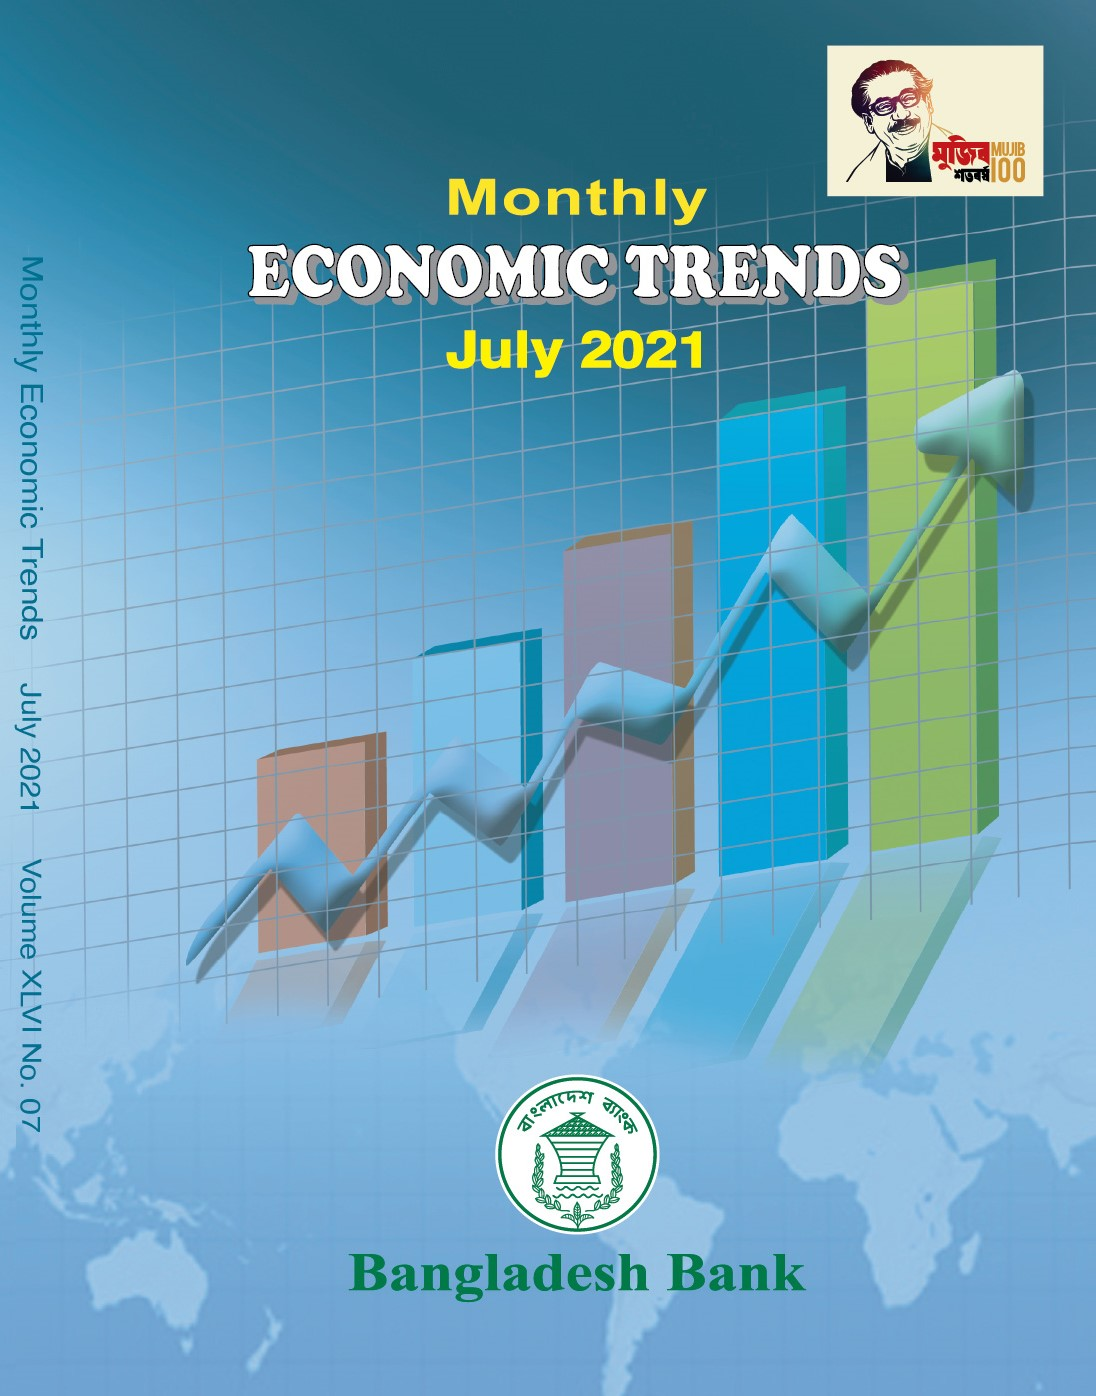 মুজিব MUJIB
শতবর্ষ 100
Monthly
ECONOMIC TRENDS
July 2021
Monthly Economic Trends July 2021 Volume XLVI No. 07
বাংলাদেশ ব্যাংক
Bangladesh Bank